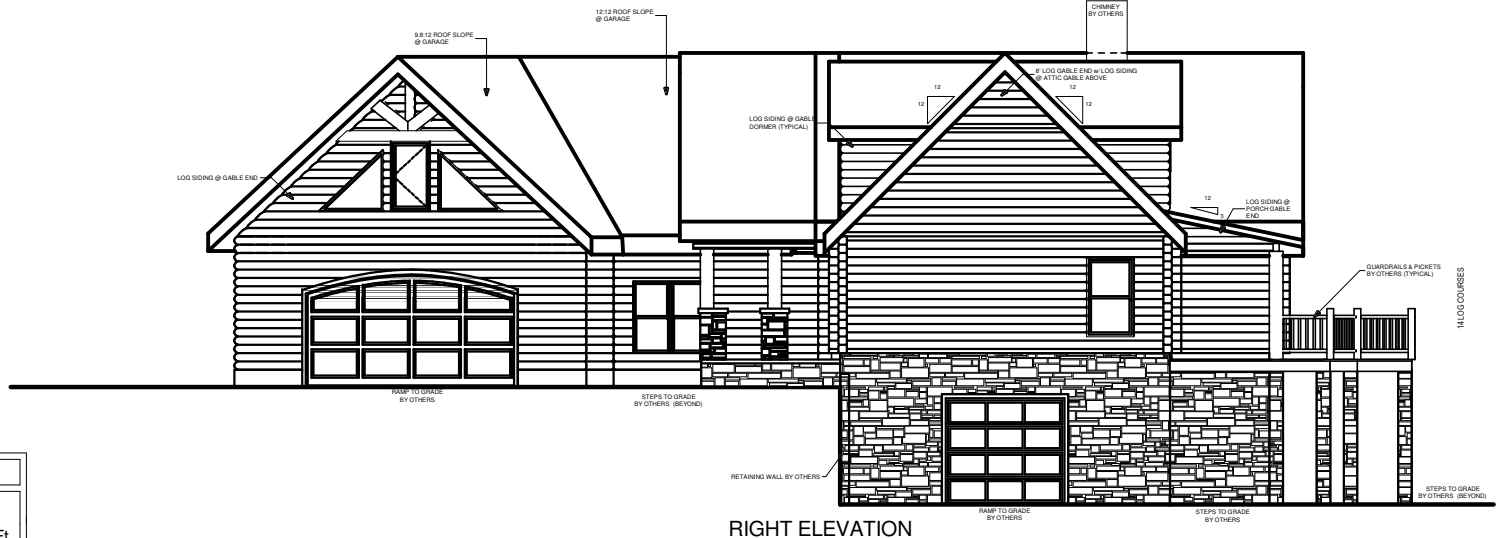 CHIMNEY
BY OTHERS
12:12 ROOF SLOPE
@ GARAGE
9.8:12 ROOF SLOPE
@ GARAGE
8' LOG GABLE END w/ LOG SIDING
@ ATTIC GABLE ABOVE
12
12
12
12
LOG SIDING @ GABLE
DORMER (TYPICAL)
LOG SIDING @ GABLE END
12
3
LOG SIDING @
PORCH GABLE
END
GUARDRAILS & PICKETS
BY OTHERS (TYPICAL)
14 LOG COURSES
RAMP TO GRADE
BY OTHERS
STEPS TO GRADE
BY OTHERS (BEYOND)
RETAINING WALL BY OTHERS
STEPS TO GRADE
BY OTHERS (BEYOND)
RAMP TO GRADE
BY OTHERS
STEPS TO GRADE
BY OTHERS
RIGHT ELEVATION
Ft